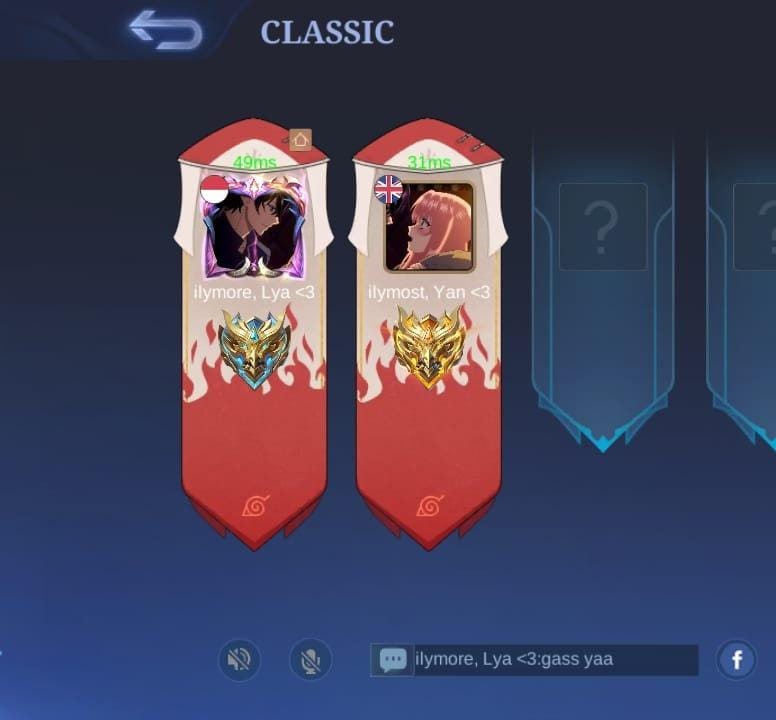 CLASSIC
49ms
31ms
ilymore, Lya <3
ilymost, Yan <3
?
?
ilymore, Lya <3:gass yaa
f